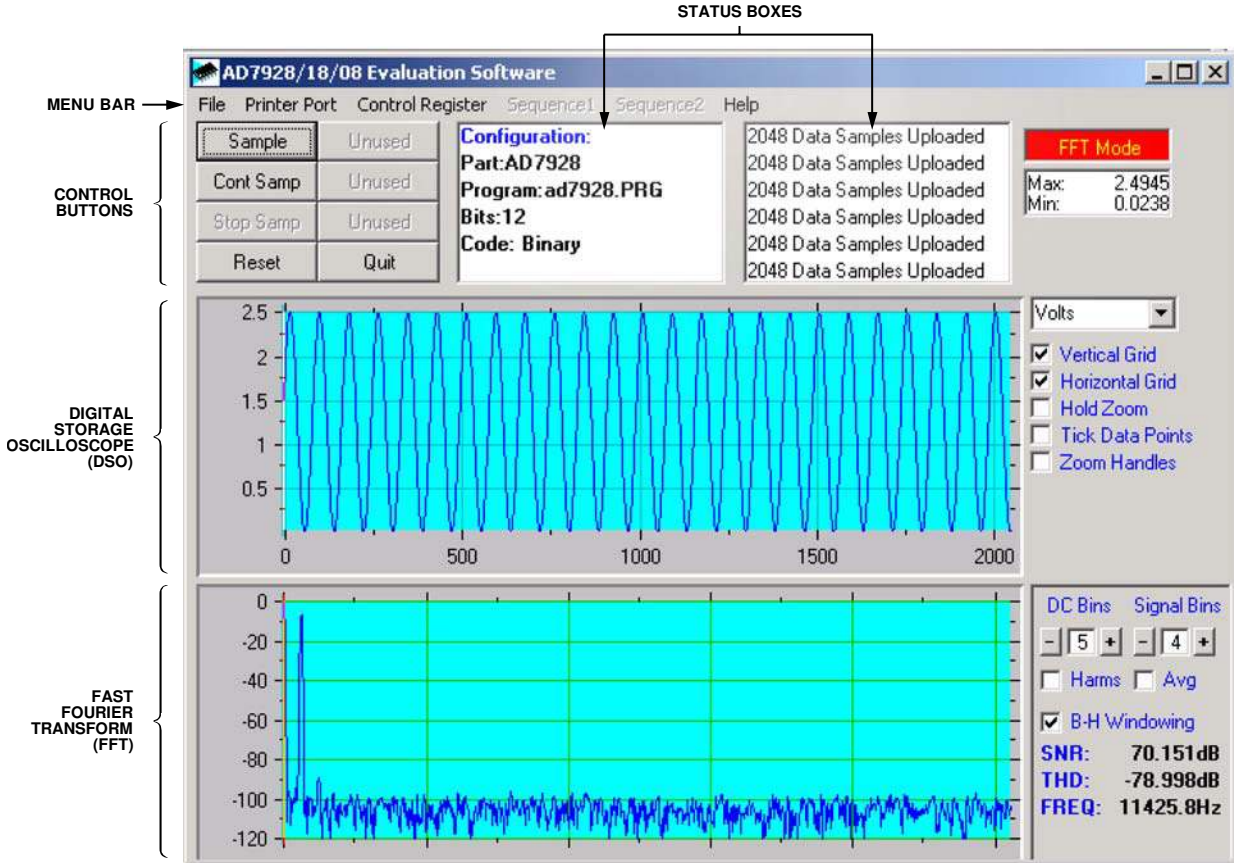 STATUS BOXES
AD7928/18/08 Evaluation Software
MENU BAR
File Printer Port Control Register Sequence1 Sequence2 Help
CONTROL
BUTTONS
Sample Unused
Cont Samp Unused
Stop Samp Unused
Reset Quit
Configuration:
Part:AD7928
Program:ad7928.PRG
Bits:12
Code: Binary
2048 Data Samples Uploaded
2048 Data Samples Uploaded
2048 Data Samples Uploaded
2048 Data Samples Uploaded
2048 Data Samples Uploaded
2048 Data Samples Uploaded
FFT Mode
Max: 2.4945
Min: 0.0238
DIGITAL
STORAGE
OSCILLOSCOPE
(DSO)
2.5
2
1.5
1
0.5
0 500 1000 1500 2000
Volts
Vertical Grid
Horizontal Grid
Hold Zoom
Tick Data Points
Zoom Handles
FAST
FOURIER
TRANSFORM
(FFT)
0
-20
-40
-60
-80
-100
-120
DC Bins Signal Bins
- 5 + - 4 +
Harms Avg
B-H Windowing
SNR: 70.151dB
THD: -78.998dB
FREQ: 11425.8Hz